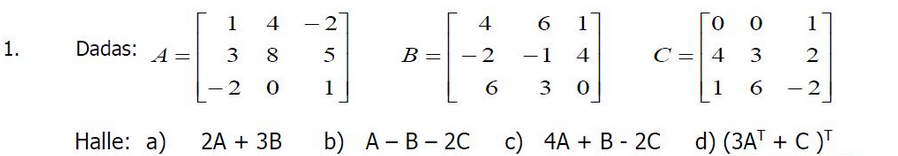 1. Dadas: A = [ 1 4 -2 ] B = [ 4 6 1 ] C = [ 0 0 1 ]
[ 3 8 5 ] [ -2 -1 4 ] [ 4 3 2 ]
[ -2 0 1 ] [ 6 3 0 ] [ 1 6 -2 ]
Halle: a) 2A + 3B b) A – B – 2C c) 4A + B - 2C d) (3Aᵀ + C )ᵀ